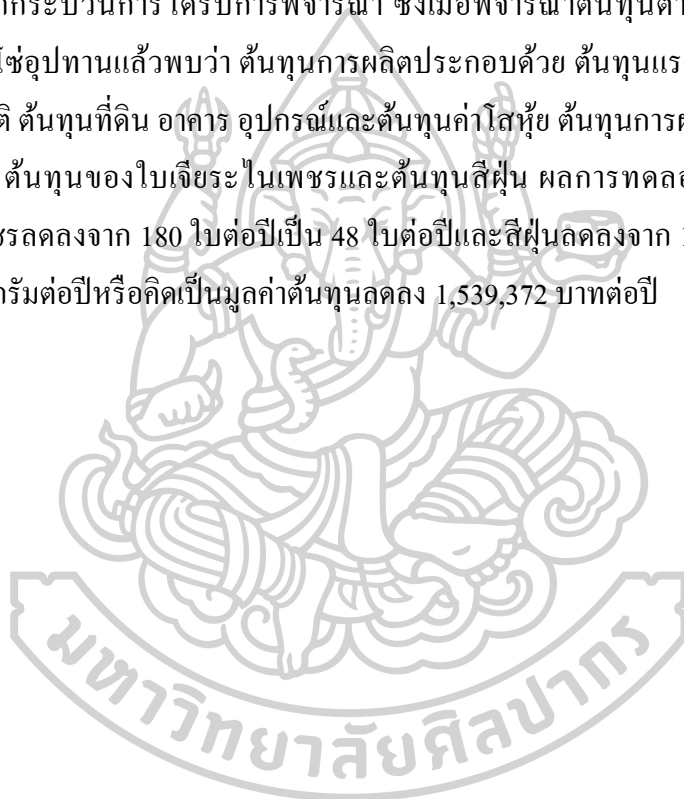 กระบวนการได้รับการพิจารณา ซึ่งเมื่อพิจารณาต้นทุนตา
โซ่อุปทานแล้วพบว่า ต้นทุนการผลิตประกอบด้วย ต้นทุนแร
ต้นทุนที่ดิน อาคาร อุปกรณ์และต้นทุนค่าโสหุ้ย ต้นทุนการผ
ต้นทุนของใบเจียระไนเพชรและต้นทุนสีฝุ่น ผลการทดลอ
ชรลดลงจาก 180 ใบต่อปีเป็น 48 ใบต่อปีและสีฝุ่นลดลงจาก 1
กรัมต่อปีหรือคิดเป็นมูลค่าต้นทุนลดลง 1,539,372 บาทต่อปี
มหาวิทยาลัยศิลปากร